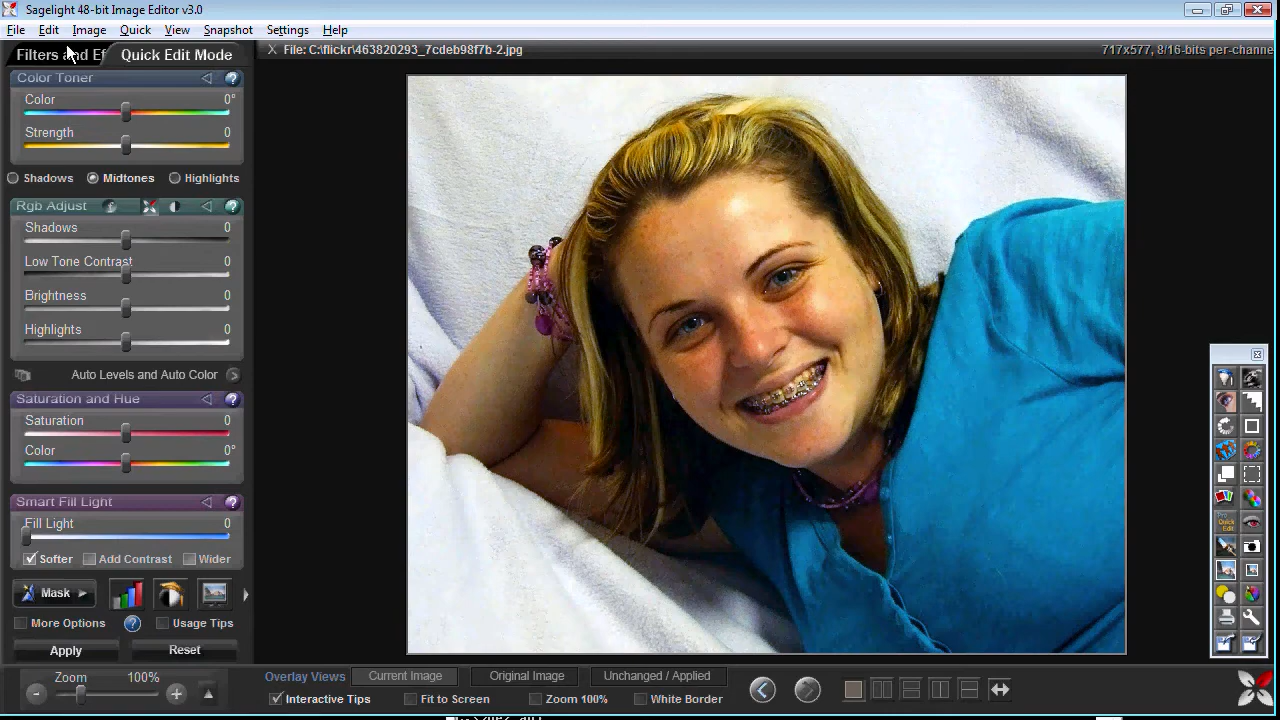 Sagelight 48-bit Image Editor v3.0
File Edit Image Quick View Snapshot Settings Help
Filters and Ef Quick Edit Mode
X File: C:\flickr\463820293_7cdeb98f7b-2.jpg 717x577, 8/16-bits per-channe
Color Toner
Color 0°
Strength 0
Shadows Midtones Highlights
Rgb Adjust
Shadows 0
Low Tone Contrast 0
Brightness 0
Highlights 0
Auto Levels and Auto Color
Saturation and Hue
Saturation 0
Color 0°
Smart Fill Light
Fill Light 0
Softer Add Contrast Wider
Mask
More Options Usage Tips
Apply Reset
Zoom 100%
Overlay Views Current Image Original Image Unchanged / Applied
Interactive Tips Fit to Screen Zoom 100% White Border
Quick
Edit